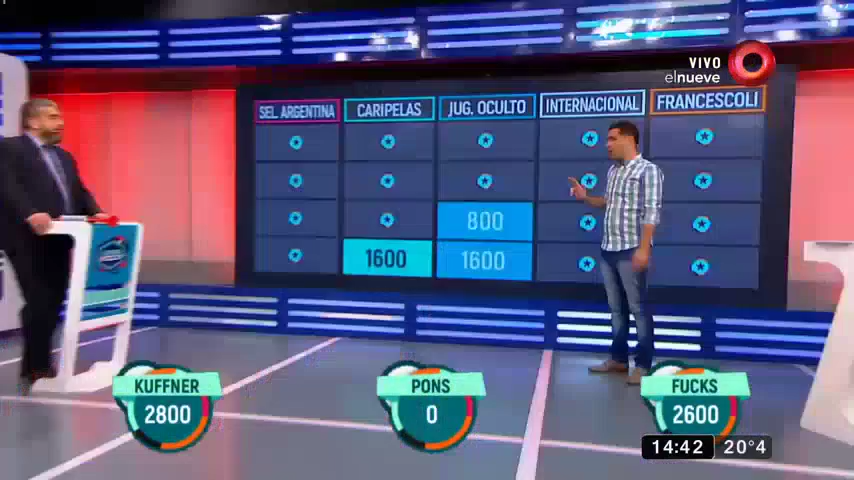 VIVO
elnueve
SEL. ARGENTINA
CARIPELAS
JUG. OCULTO
INTERNACIONAL
FRANCESCOLI
800
1600
1600
KUFFNER
2800
PONS
0
FUCKS
2600
14:42
20°4